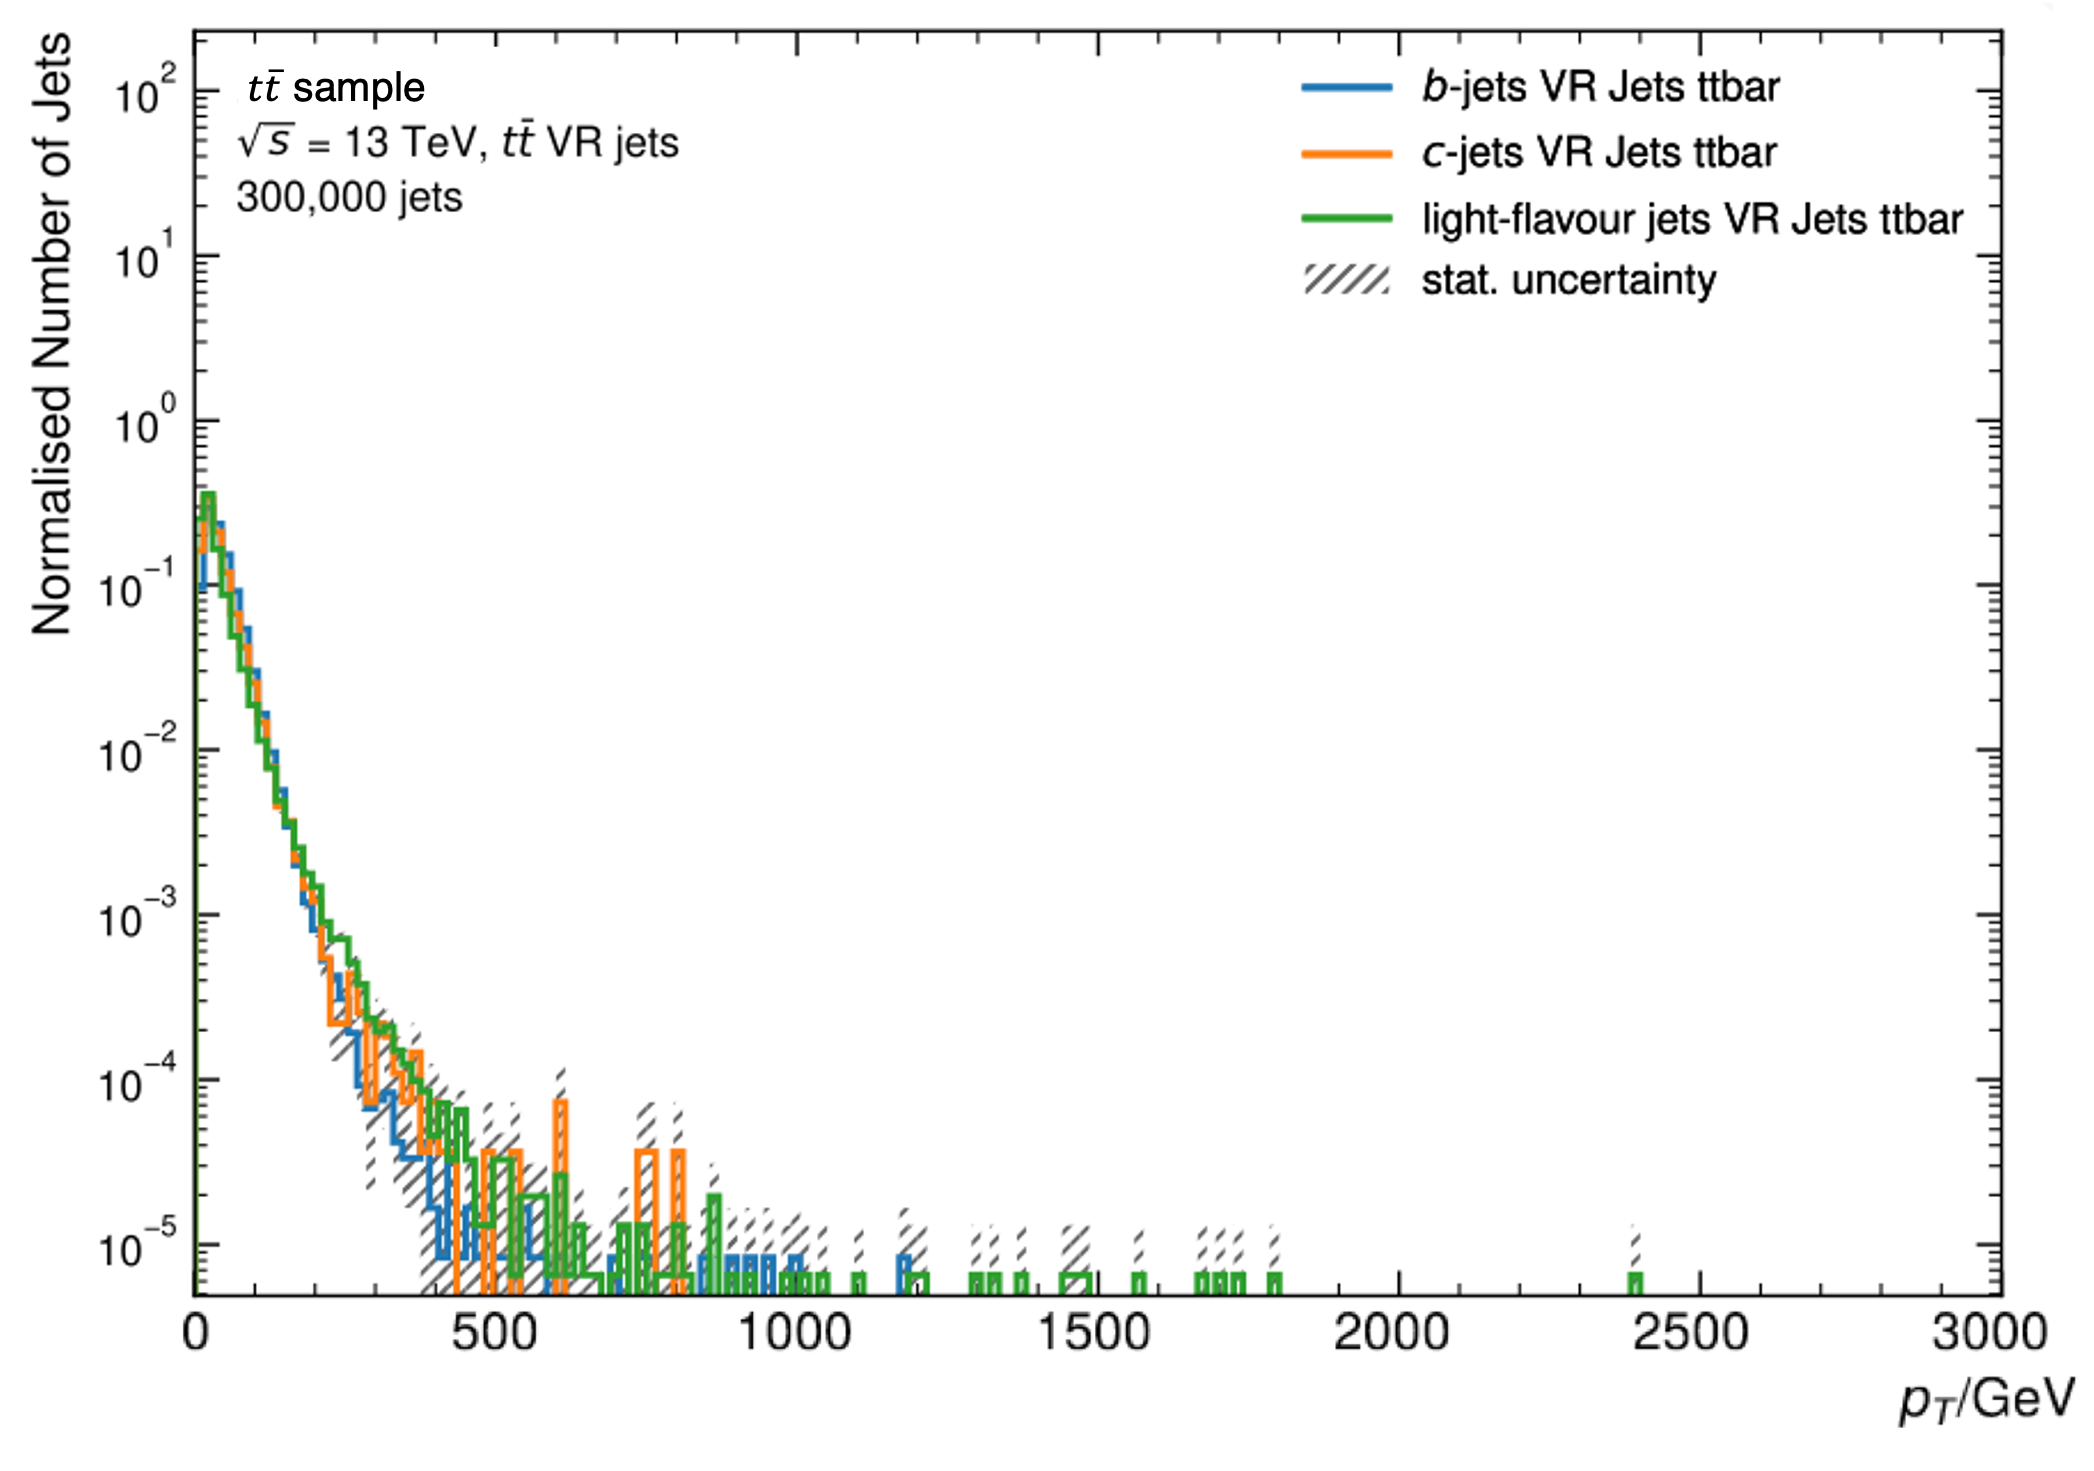 Normalised Number of Jets
10² 10¹ 10⁰ 10⁻¹ 10⁻² 10⁻³ 10⁻⁴ 10⁻⁵
tt̄ sample
√s = 13 TeV, tt̄ VR jets
300,000 jets
b-jets VR Jets ttbar
c-jets VR Jets ttbar
light-flavour jets VR Jets ttbar
stat. uncertainty
0 500 1000 1500 2000 2500 3000
p_T/GeV